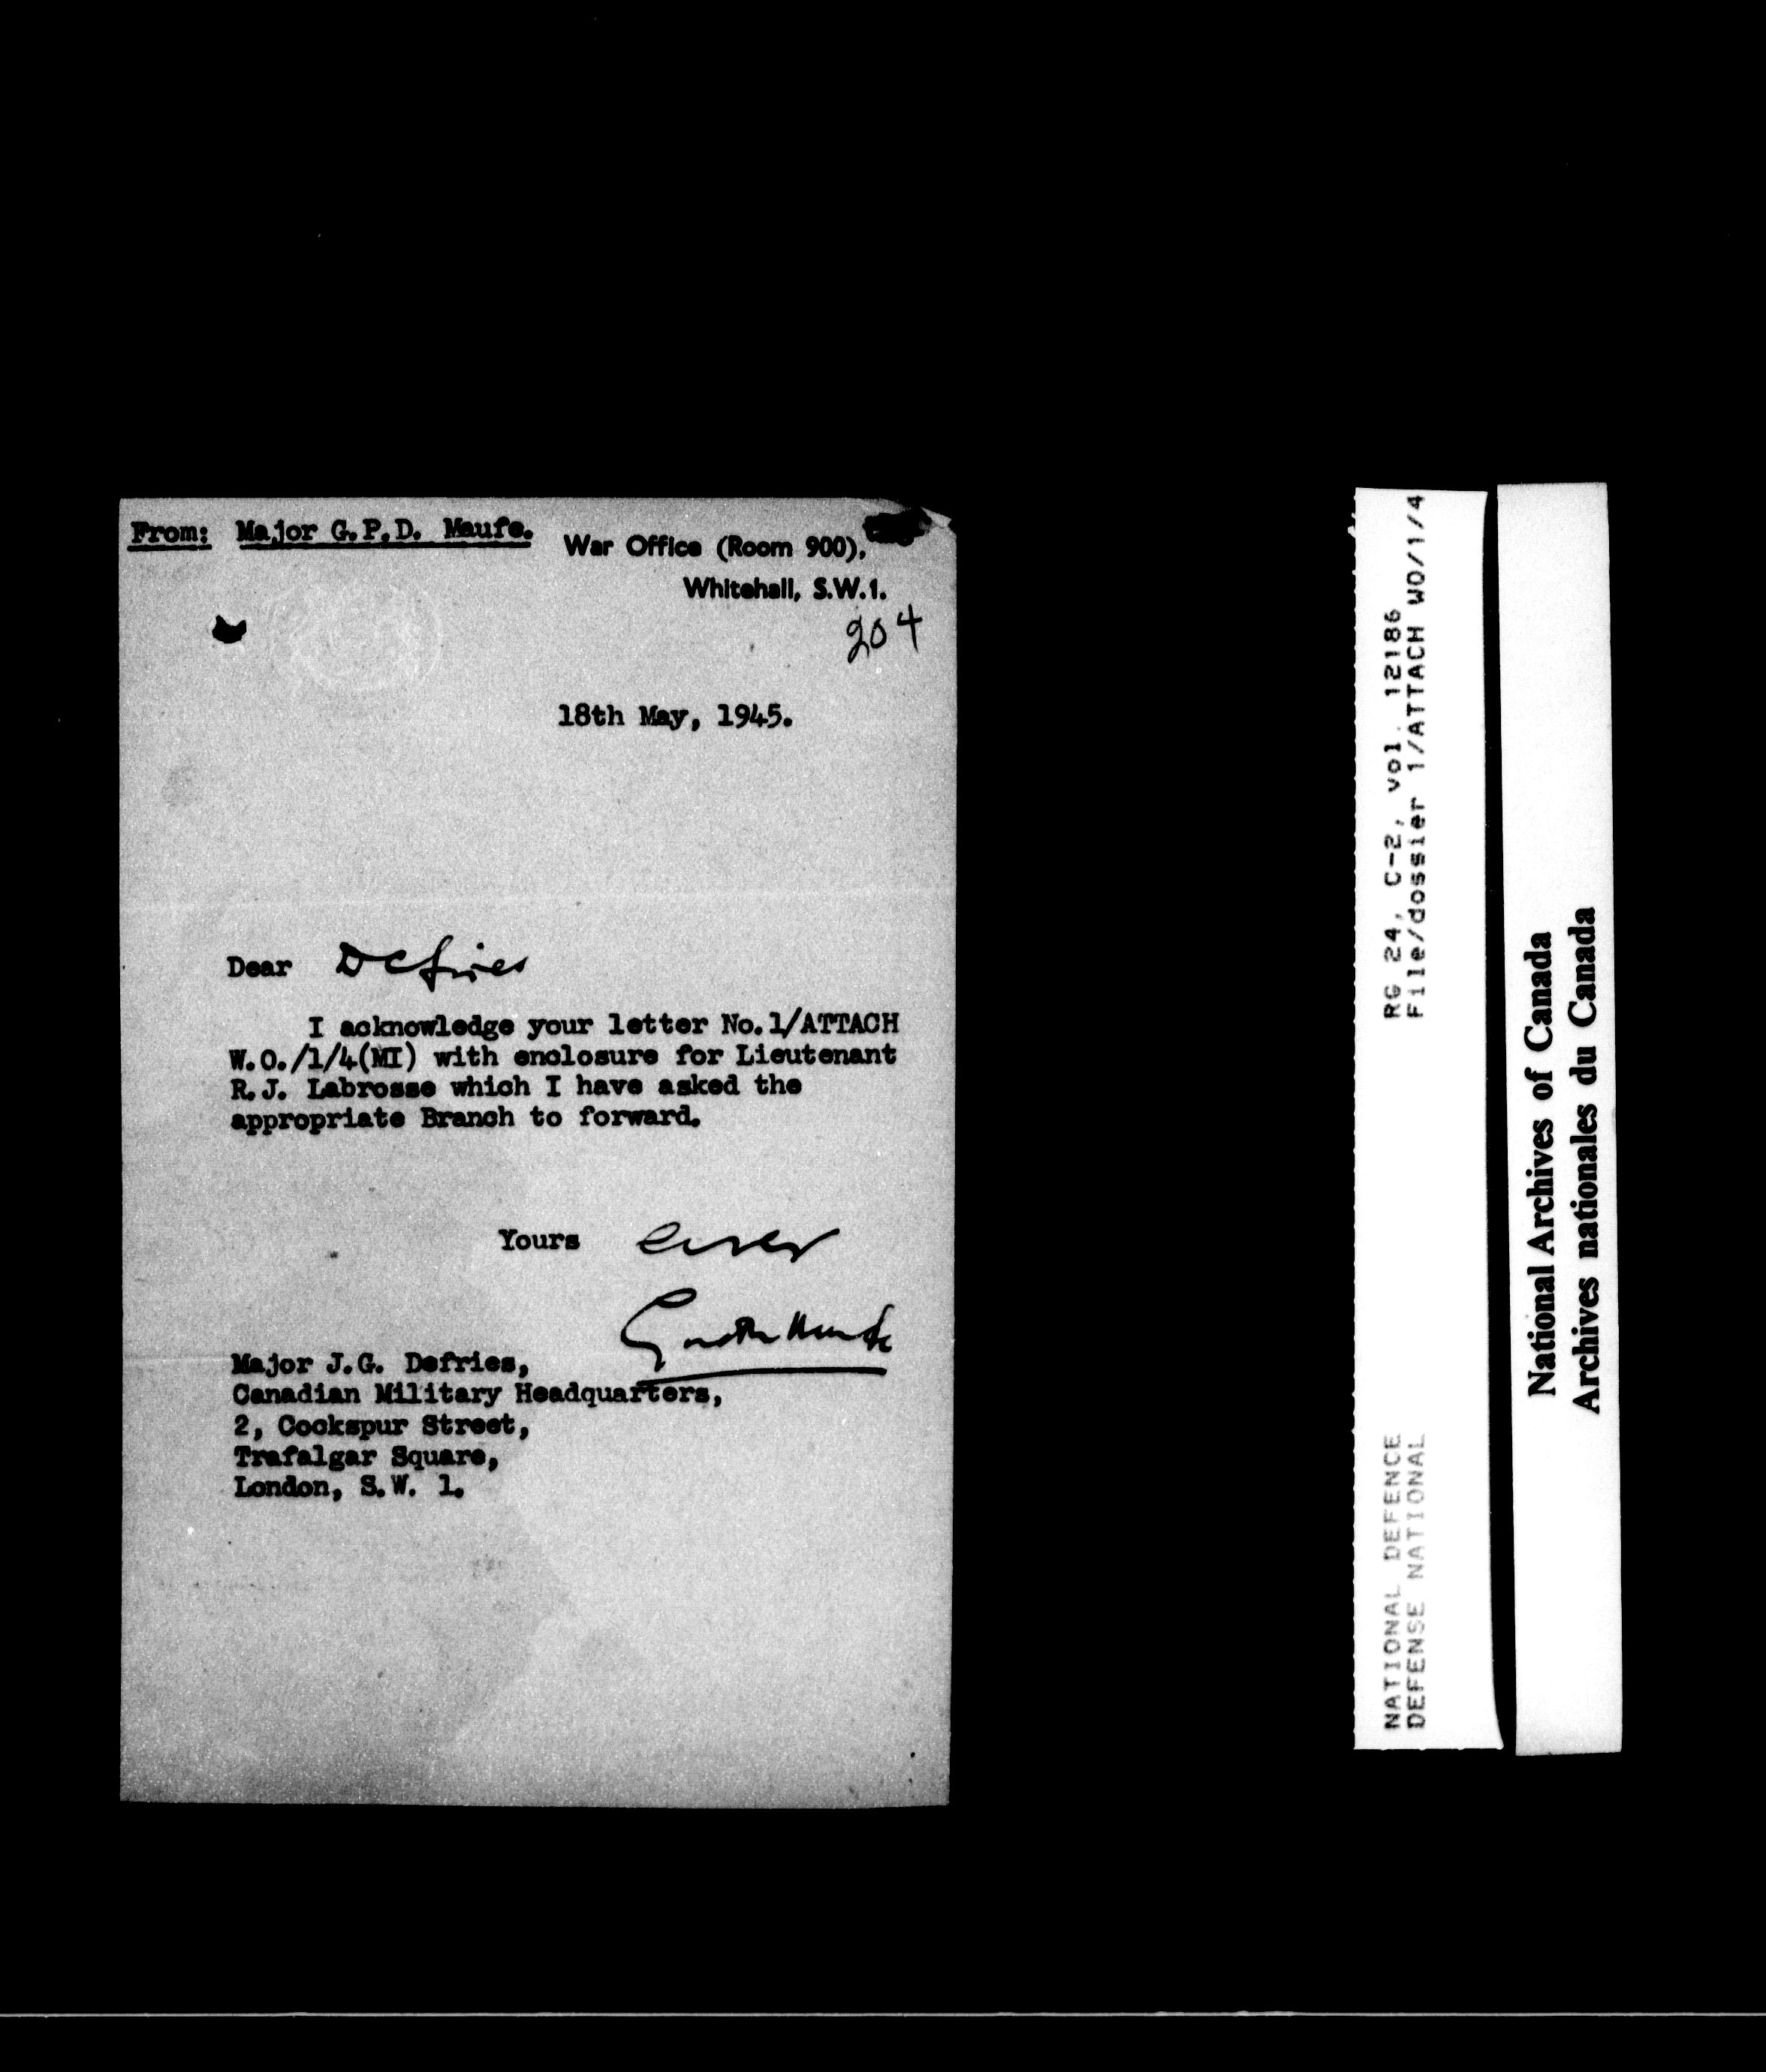 From: Major G.P.D. Maufe.
War Office (Room 900),
Whitehall, S.W.1.
204
18th May, 1945.
Dear Defries
I acknowledge your letter No.1/ATTACH
W.O./1/4(MI) with enclosure for Lieutenant
R.J. Labrosse which I have asked the
appropriate Branch to forward.
Yours ever
Major J.G. Defries,
Canadian Military Headquarters,
2, Cockspur Street,
Trafalgar Square,
London, S.W. 1.
RG 24, C-2, vol. 12186
File/dossier 1/ATTACH WO/1/4
NATIONAL DEFENCE
DEFENSE NATIONAL
National Archives of Canada
Archives nationales du Canada